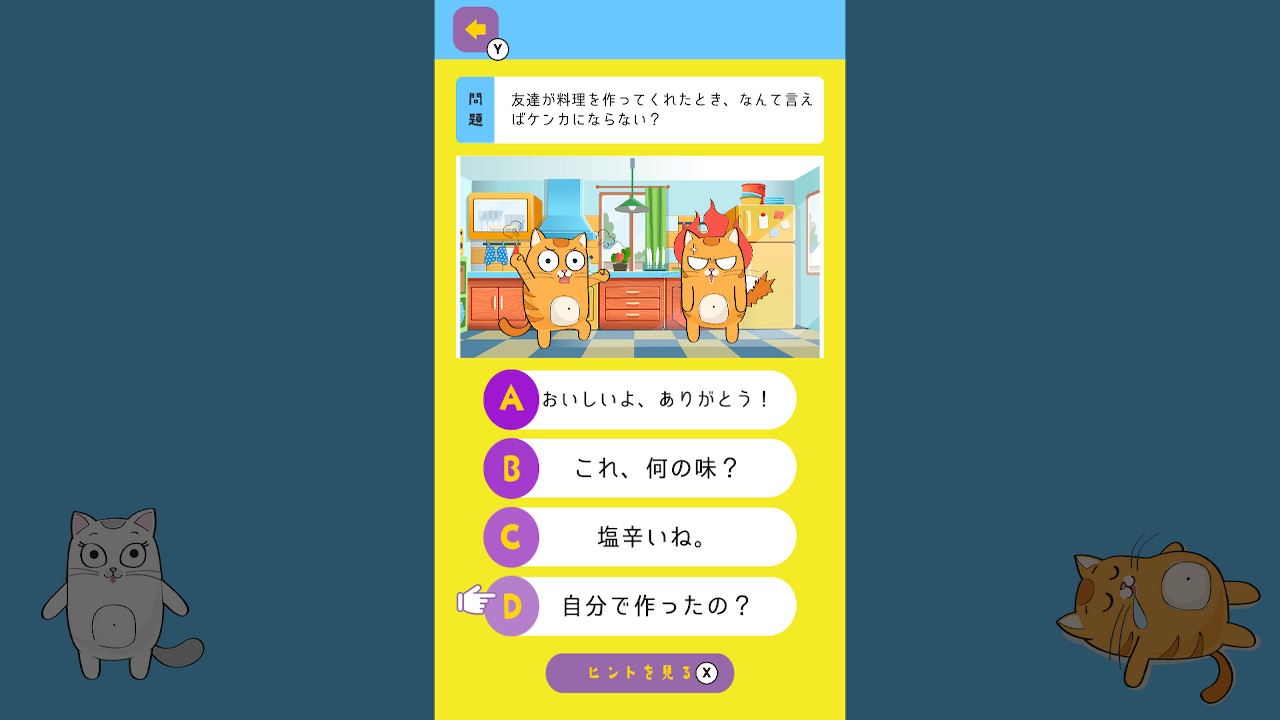 Y
問題
友達が料理を作ってくれたとき、なんて言え
ばケンカにならない？
A おいしいよ、ありがとう！
B これ、何の味？
C 塩辛いね。
D 自分で作ったの？
ヒントを見る X